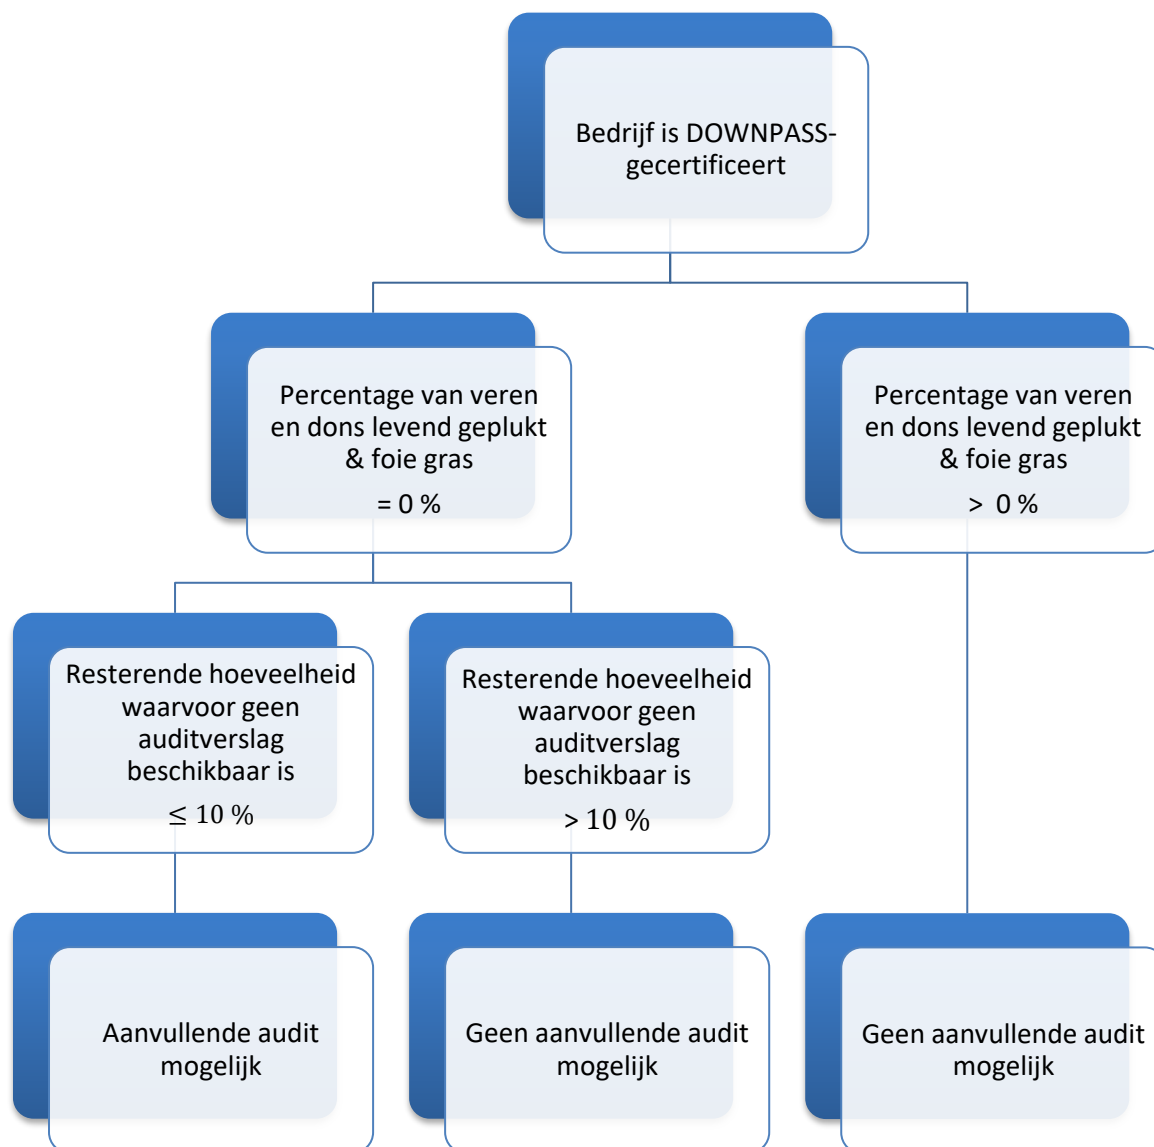 Bedrijf is DOWNPASS-
gecertificeert
Percentage van veren
en dons levend geplukt
& foie gras
= 0 %
Percentage van veren
en dons levend geplukt
& foie gras
> 0 %
Resterende hoeveelheid
waarvoor geen
auditverslag
beschikbaar is
≤ 10 %
Resterende hoeveelheid
waarvoor geen
auditverslag
beschikbaar is
> 10 %
Aanvullende audit
mogelijk
Geen aanvullende audit
mogelijk
Geen aanvullende audit
mogelijk